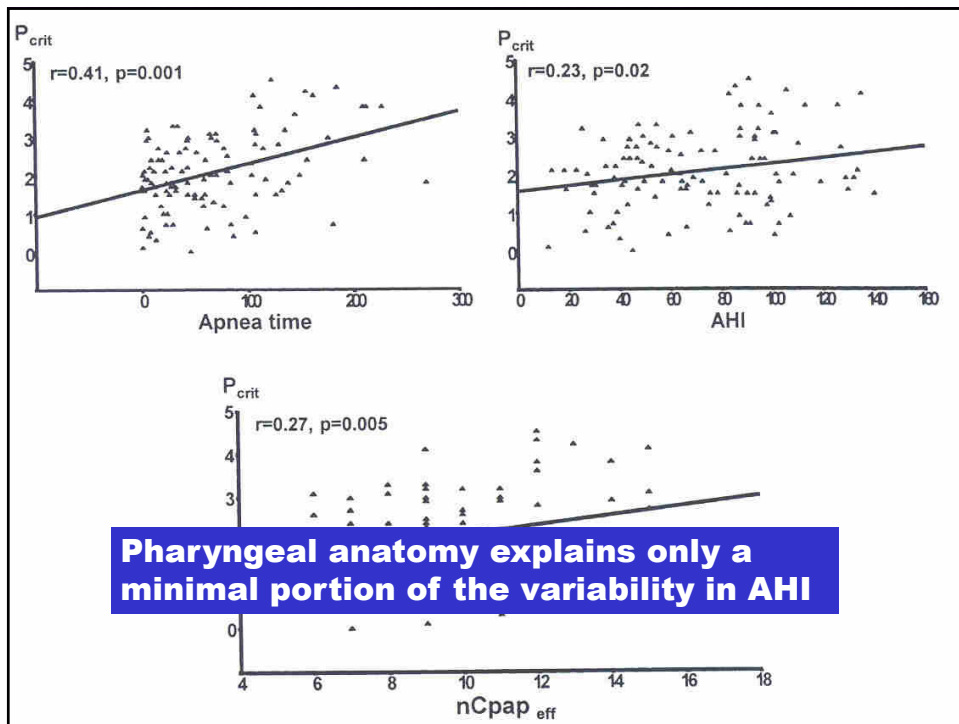 P crit
5
r=0.41, p=0.001
4
3
2
1
0
0 100 200 300
Apnea time
P crit
5
r=0.23, p=0.02
4
3
2
1
0
0 20 40 60 80 100 120 140 160
AHI
P crit
5
r=0.27, p=0.005
4
3
Pharyngeal anatomy explains only a
minimal portion of the variability in AHI
0
4 6 8 10 12 14 16 18
nCpap eff